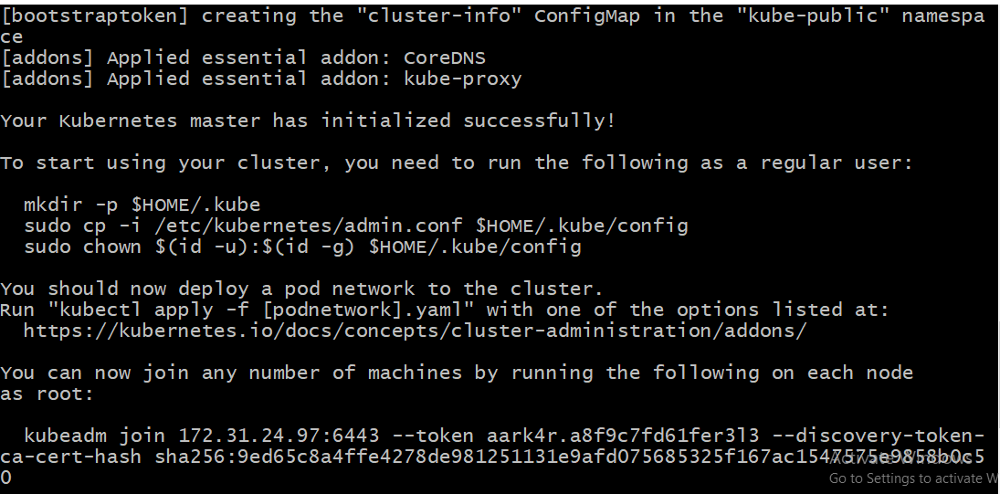 [bootstraptoken] creating the "cluster-info" ConfigMap in the "kube-public" namespa
ce
[addons] Applied essential addon: CoreDNS
[addons] Applied essential addon: kube-proxy
Your Kubernetes master has initialized successfully!
To start using your cluster, you need to run the following as a regular user:
mkdir -p $HOME/.kube
sudo cp -i /etc/kubernetes/admin.conf $HOME/.kube/config
sudo chown $(id -u):$(id -g) $HOME/.kube/config
You should now deploy a pod network to the cluster.
Run "kubectl apply -f [podnetwork].yaml" with one of the options listed at:
https://kubernetes.io/docs/concepts/cluster-administration/addons/
You can now join any number of machines by running the following on each node
as root:
kubeadm join 172.31.24.97:6443 --token aark4r.a8f9c7fd61fer3l3 --discovery-token-
ca-cert-hash sha256:9ed65c8a4ffe4278de981251131e9afd075685325f167ac1547575e9858b0c5
0
Activate Windows
Go to Settings to activate W